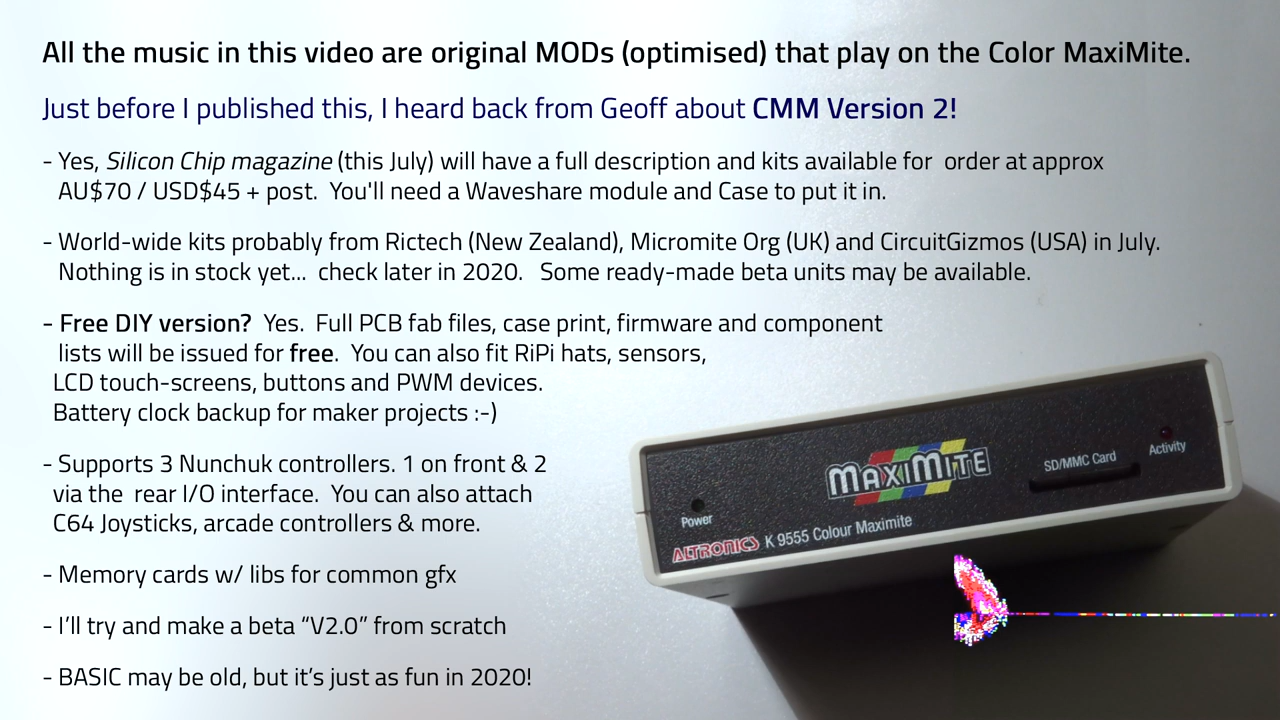 All the music in this video are original MODs (optimised) that play on the Color MaxiMite.
Just before I published this, I heard back from Geoff about CMM Version 2!
- Yes, Silicon Chip magazine (this July) will have a full description and kits available for  order at approx
AU$70 / USD$45 + post.  You'll need a Waveshare module and Case to put it in.
- World-wide kits probably from Rictech (New Zealand), Micromite Org (UK) and CircuitGizmos (USA) in July.
Nothing is in stock yet...  check later in 2020.   Some ready-made beta units may be available.
- Free DIY version?  Yes.  Full PCB fab files, case print, firmware and component
lists will be issued for free.  You can also fit RiPi hats, sensors,
LCD touch-screens, buttons and PWM devices.
Battery clock backup for maker projects :-)
- Supports 3 Nunchuk controllers. 1 on front & 2
via the  rear I/O interface.  You can also attach
C64 Joysticks, arcade controllers & more.
- Memory cards w/ libs for common gfx
- I'll try and make a beta “V2.0” from scratch
- BASIC may be old, but it's just as fun in 2020!
MAXIMITE
SD/MMC Card
Activity
Power
ALTRONICS K 9555 Colour Maximite